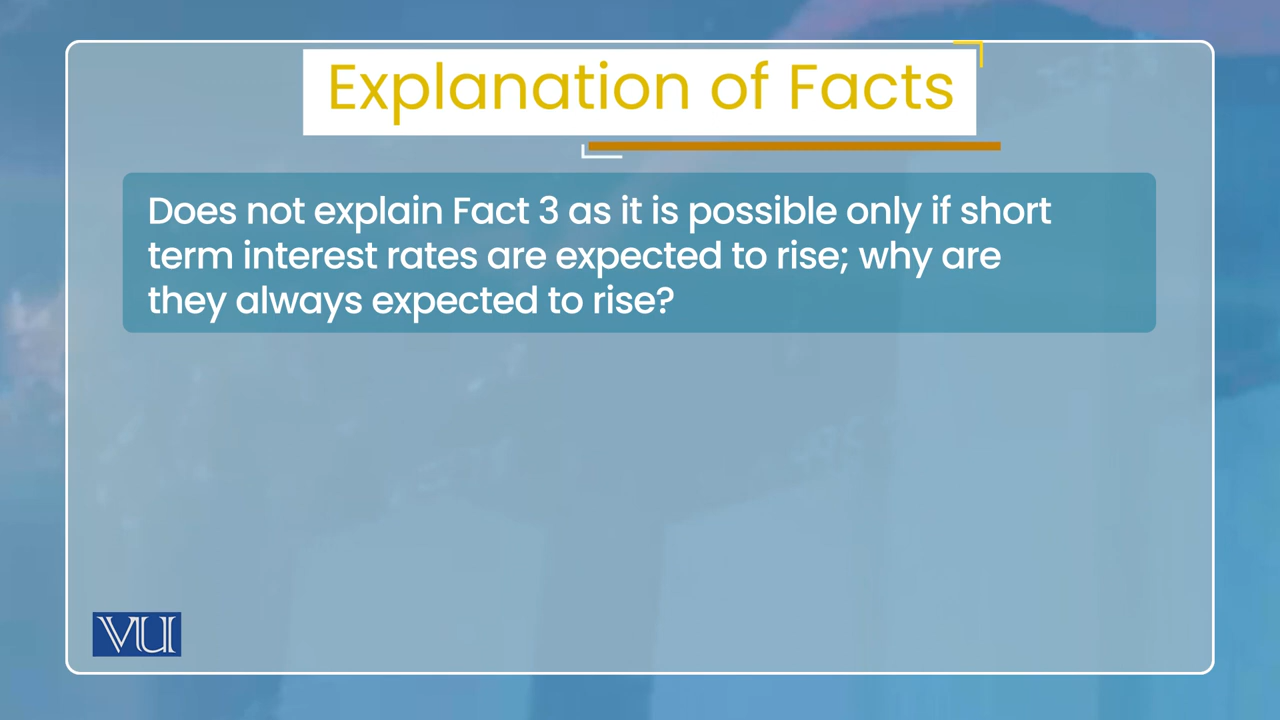 Explanation of Facts
Does not explain Fact 3 as it is possible only if short
term interest rates are expected to rise; why are
they always expected to rise?
VU